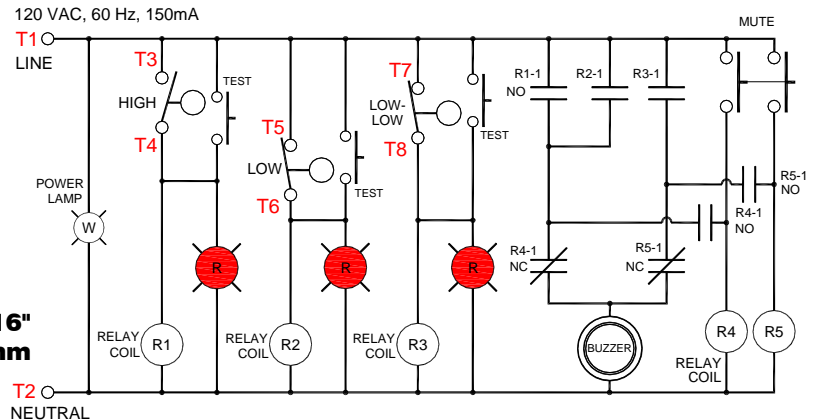 120 VAC, 60 Hz, 150mA
T1
LINE
MUTE
T3
TEST
HIGH
T4
T5
LOW
T6
TEST
T7
LOW-
LOW
T8
TEST
R1-1
NO
R2-1
R3-1
R5-1
NO
R4-1
NO
R4-1
NC
R5-1
NC
POWER
LAMP
W
R
R
R
6"
mm
RELAY
COIL
R1
RELAY
COIL
R2
RELAY
COIL
R3
BUZZER
R4
R5
RELAY
COIL
T2
NEUTRAL